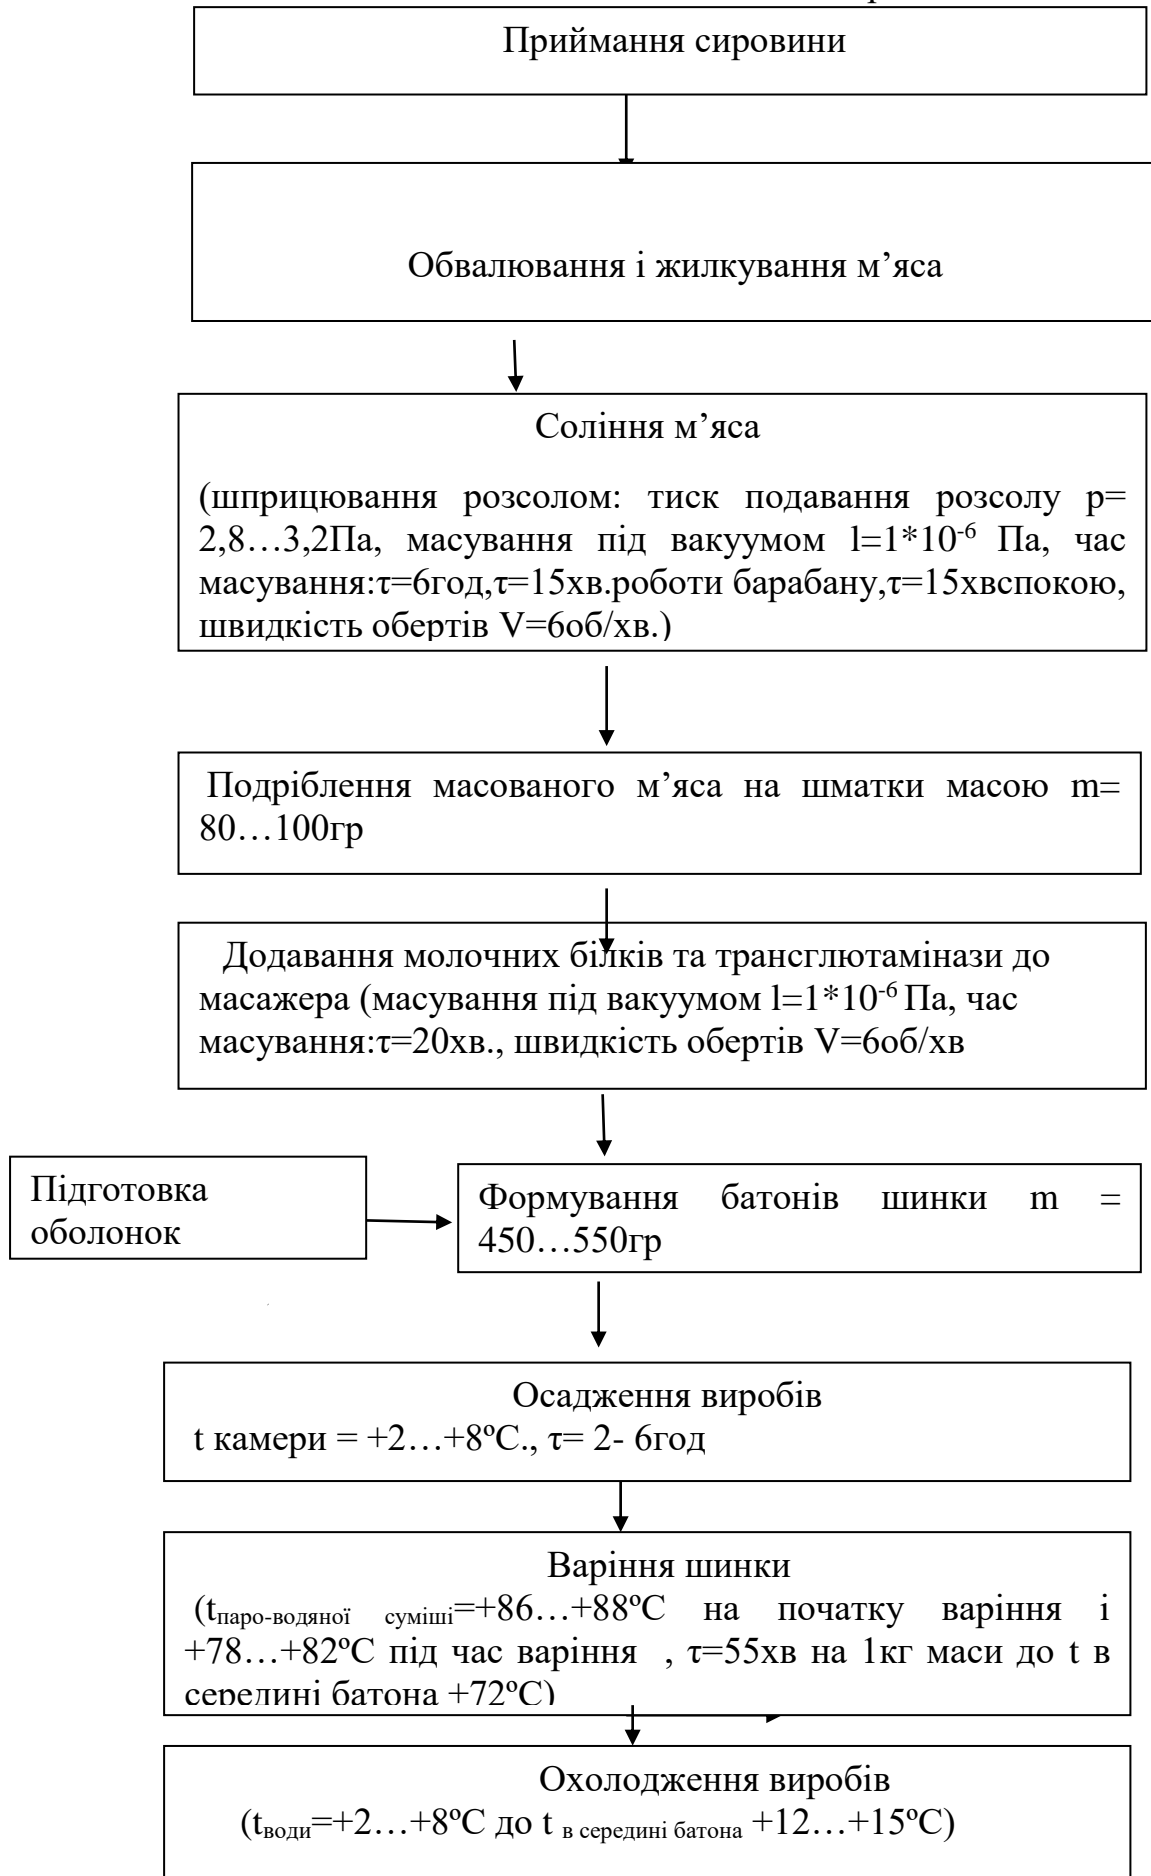 Приймання сировини
Обвалювання і жилкування м’яса
Соління м’яса
(шприцювання розсолом: тиск подавання розсолу р=
2,8…3,2Па, масування під вакуумом l=1*10⁻⁶ Па, час
масування:τ=6год,τ=15хв.роботи барабану,τ=15хвспокою,
швидкість обертів V=6об/хв.)
Подріблення масованого м’яса на шматки масою m=
80…100гр
Додавання молочних білків та трансглютамінази до
масажера (масування під вакуумом l=1*10⁻⁶ Па, час
масування:τ=20хв., швидкість обертів V=6об/хв
Підготовка
оболонок
Формування батонів шинки m =
450…550гр
Осадження виробів
t камери = +2…+8ºС., τ= 2- 6год
Варіння шинки
(tпаро-водяної суміші=+86…+88ºС на початку варіння і
+78…+82ºС під час варіння , τ=55хв на 1кг маси до t в
середині батона +72ºС)
Охолодження виробів
(tводи=+2…+8ºС до t в середині батона +12…+15ºС)